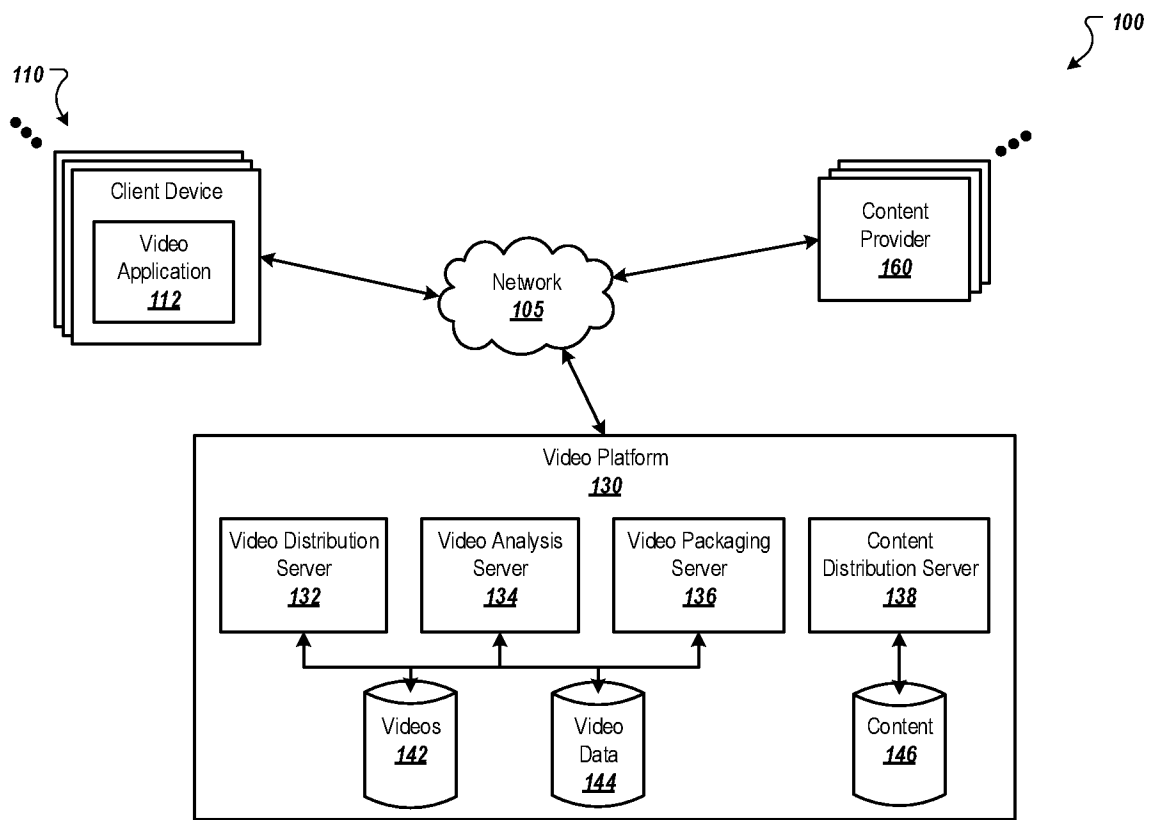 100
110
Client Device
Video
Application
112
Network
105
Content
Provider
160
Video Platform
130
Video Distribution
Server
132
Video Analysis
Server
134
Video Packaging
Server
136
Content
Distribution Server
138
Videos
142
Video
Data
144
Content
146